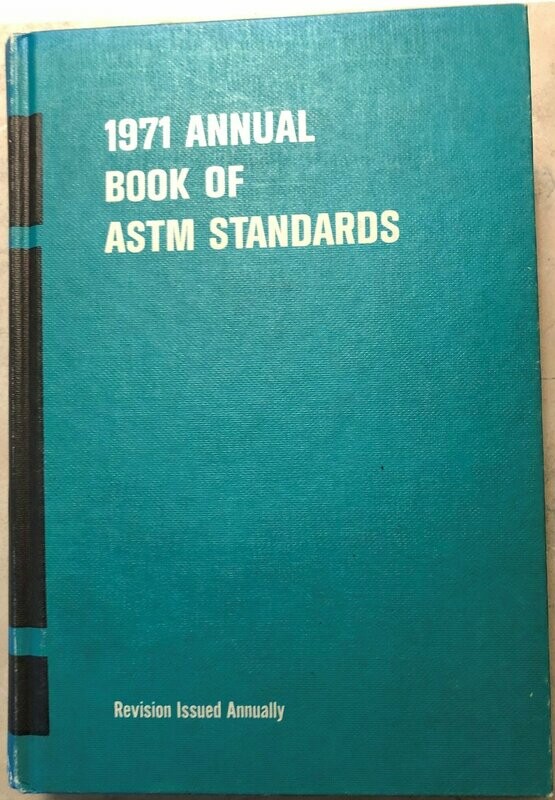 1971 ANNUAL
BOOK OF
ASTM STANDARDS
Revision Issued Annually